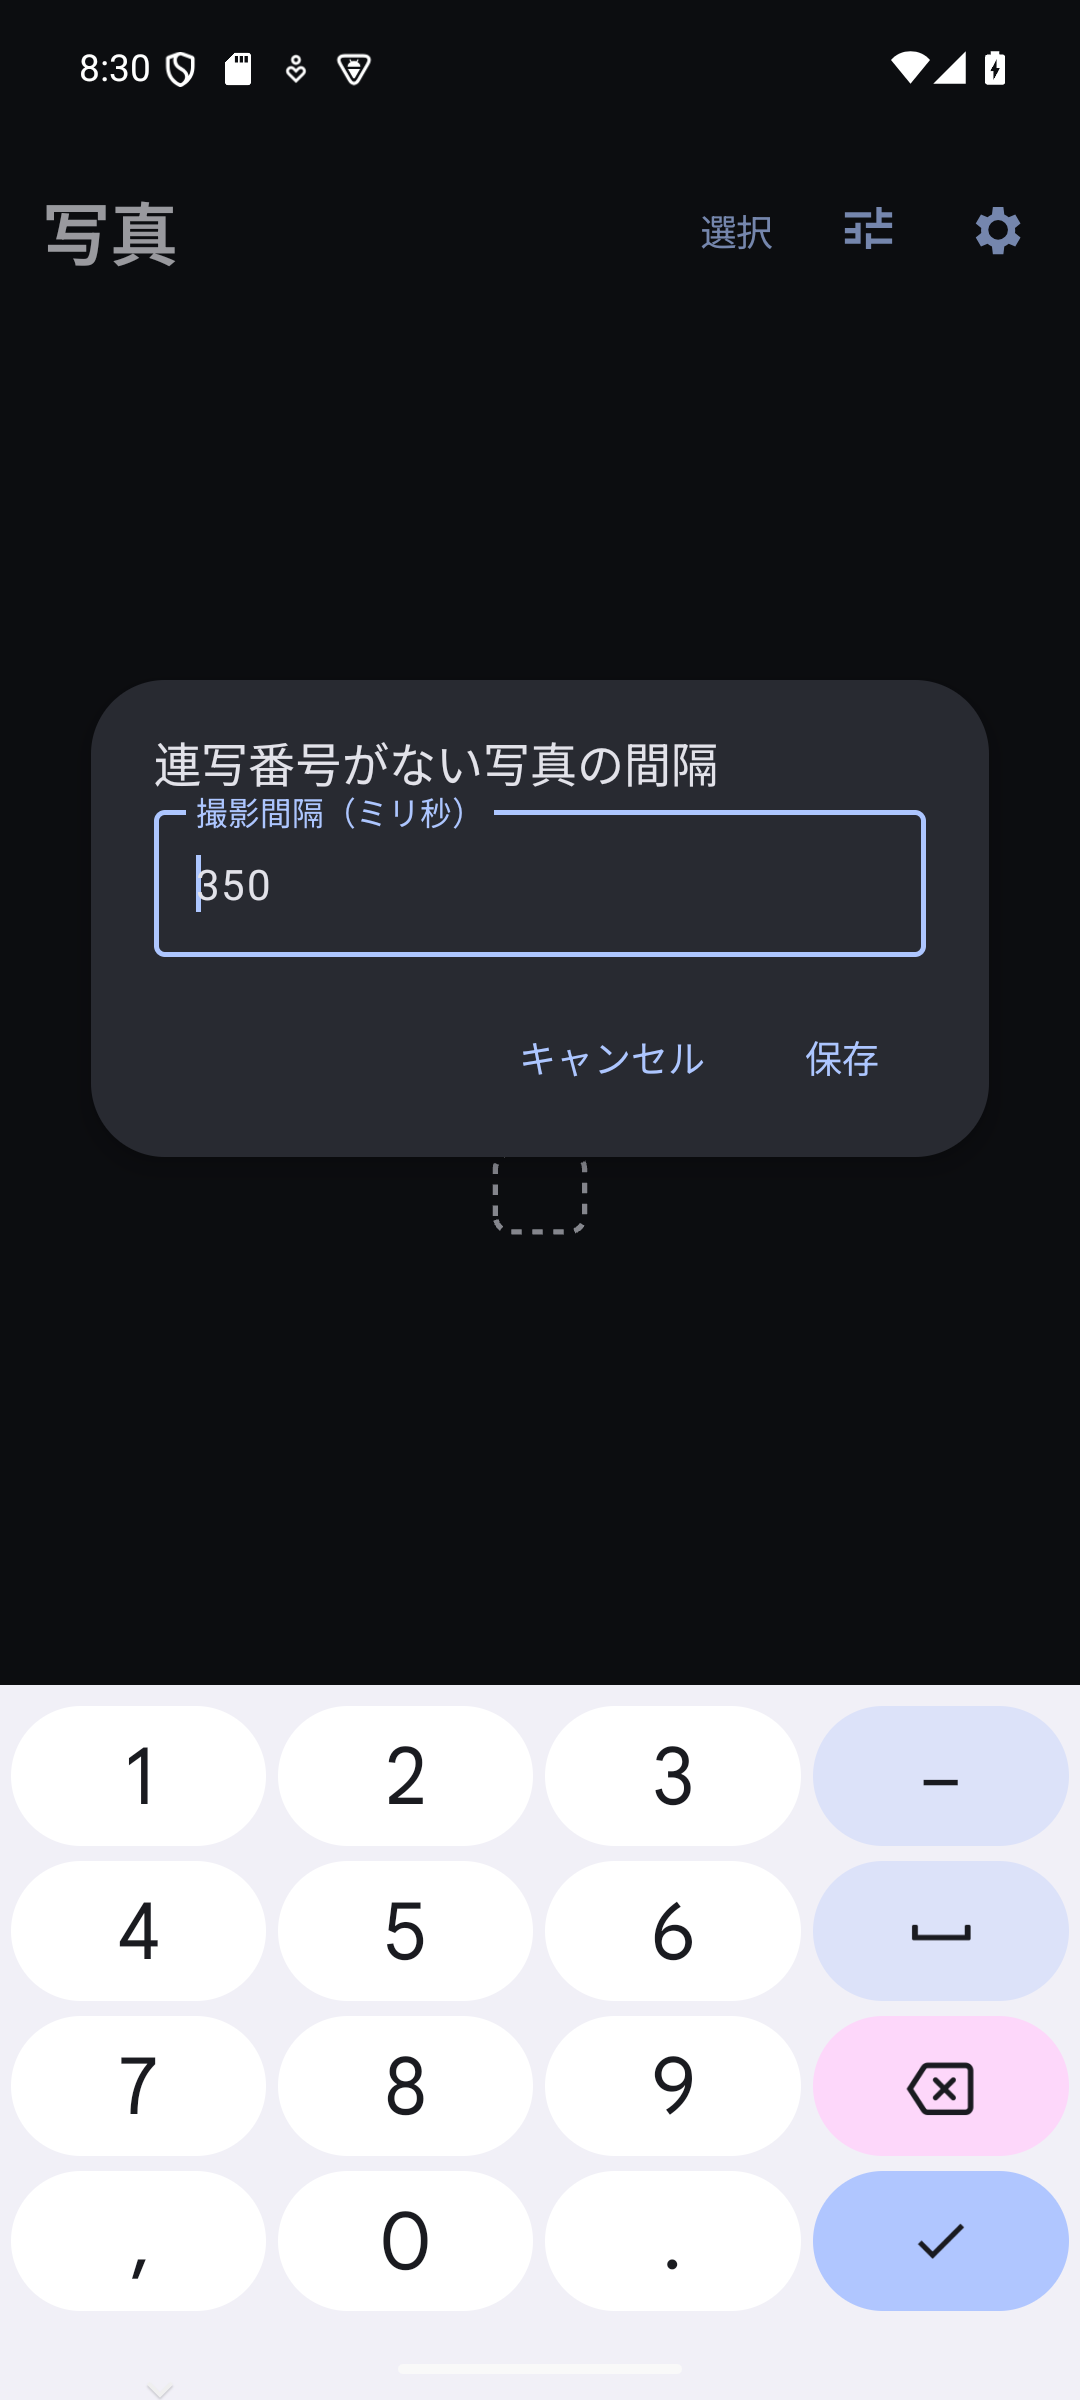 8:30
写真
選択
連写番号がない写真の間隔
撮影間隔（ミリ秒）
350
キャンセル
保存
1 2 3 –
4 5 6
7 8 9
, 0 .